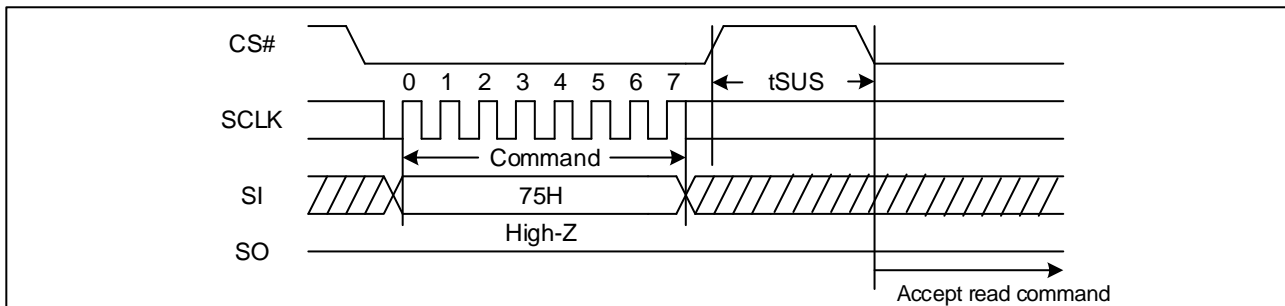 CS#
0 1 2 3 4 5 6 7
tSUS
SCLK
Command
SI
75H
High-Z
SO
Accept read command